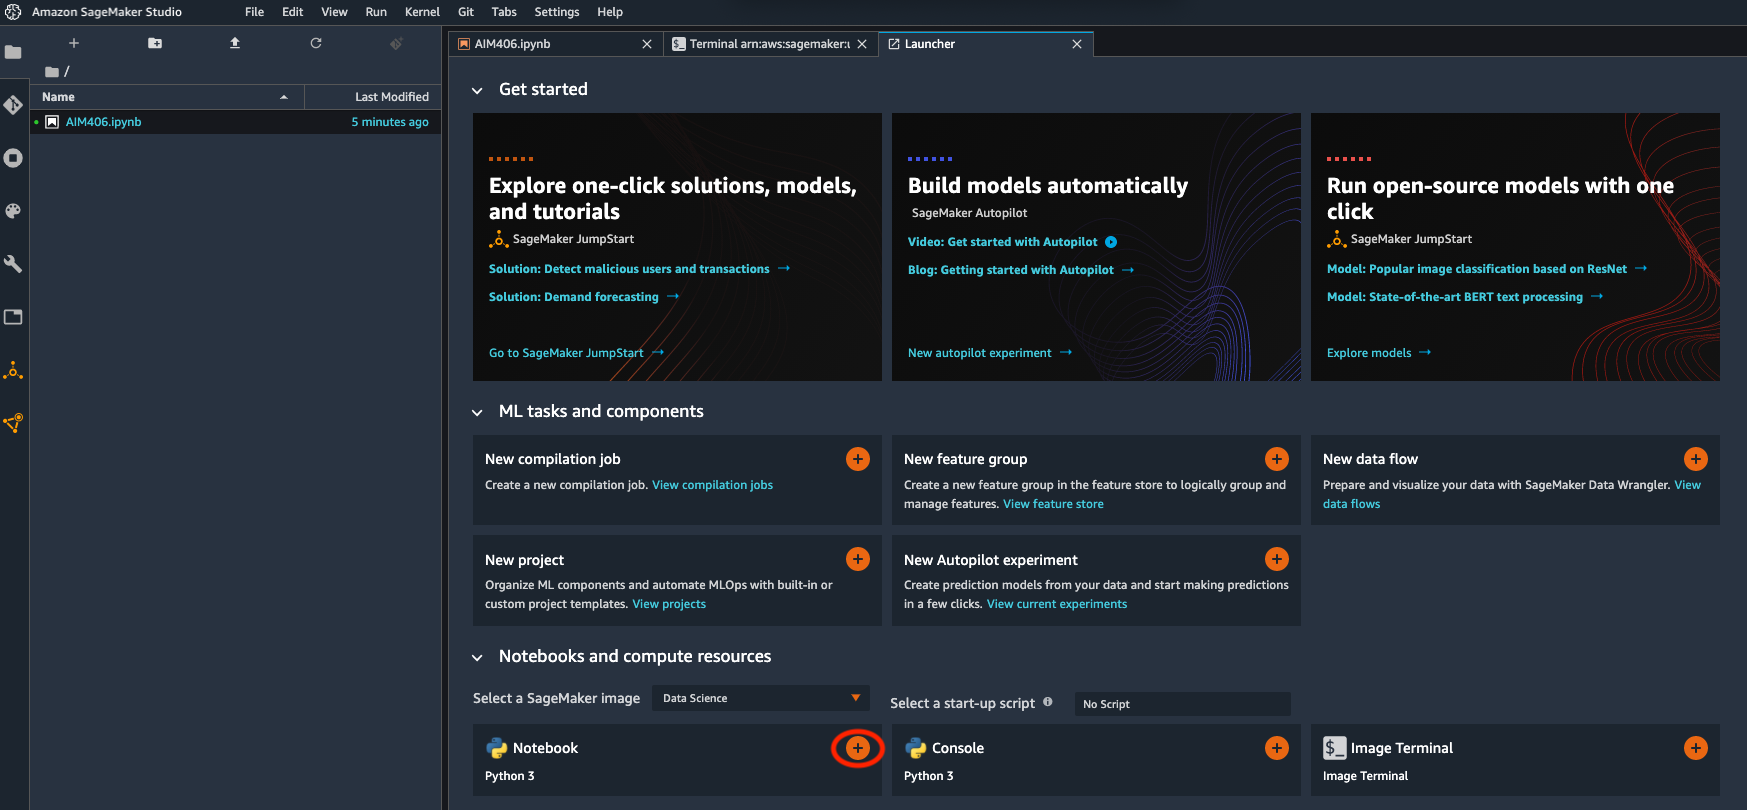 Amazon SageMaker Studio
File Edit View Run Kernel Git Tabs Settings Help
/
Name Last Modified
AIM406.ipynb 5 minutes ago
AIM406.ipynb
Terminal arn:aws:sagemaker:
Launcher
Get started
Explore one-click solutions, models,
and tutorials
SageMaker JumpStart
Solution: Detect malicious users and transactions →
Solution: Demand forecasting →
Go to SageMaker JumpStart →
Build models automatically
SageMaker Autopilot
Video: Get started with Autopilot
Blog: Getting started with Autopilot →
New autopilot experiment →
Run open-source models with one
click
SageMaker JumpStart
Model: Popular image classification based on ResNet →
Model: State-of-the-art BERT text processing →
Explore models →
ML tasks and components
New compilation job
Create a new compilation job. View compilation jobs
New feature group
Create a new feature group in the feature store to logically group and
manage features. View feature store
New data flow
Prepare and visualize your data with SageMaker Data Wrangler. View
data flows
New project
Organize ML components and automate MLOps with built-in or
custom project templates. View projects
New Autopilot experiment
Create prediction models from your data and start making predictions
in a few clicks. View current experiments
Notebooks and compute resources
Select a SageMaker image Data Science
Select a start-up script No Script
Notebook
Python 3
Console
Python 3
$_ Image Terminal
Image Terminal